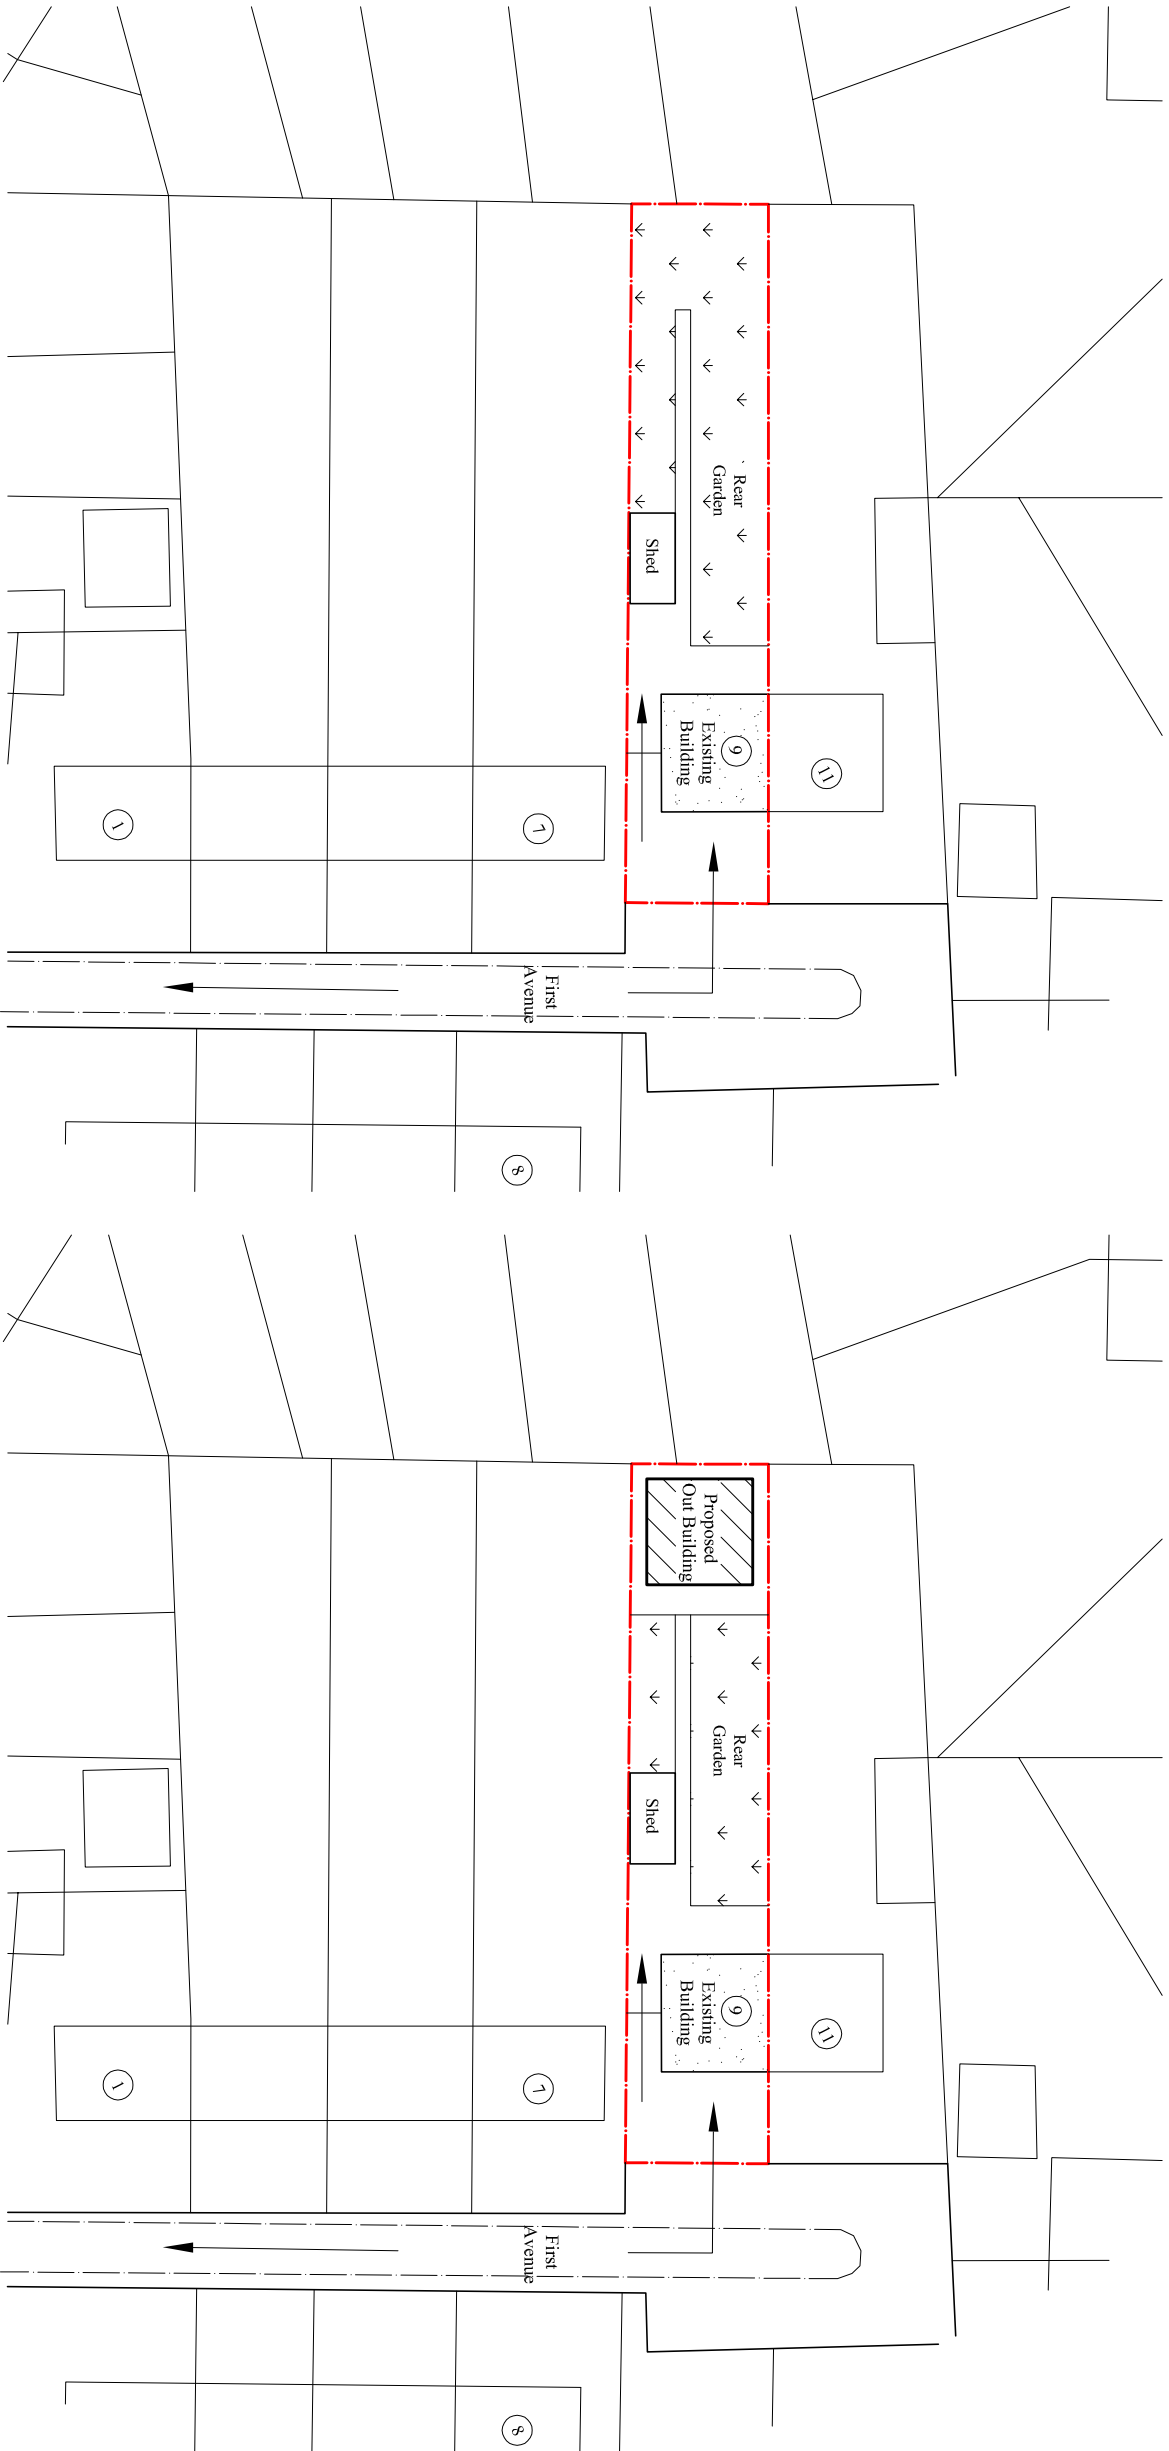 Rear
Garden
Shed
9
Existing
Building
11
1
7
First
Avenue
8
Proposed
Out Building
Rear
Garden
Shed
9
Existing
Building
11
1
7
First
Avenue
8